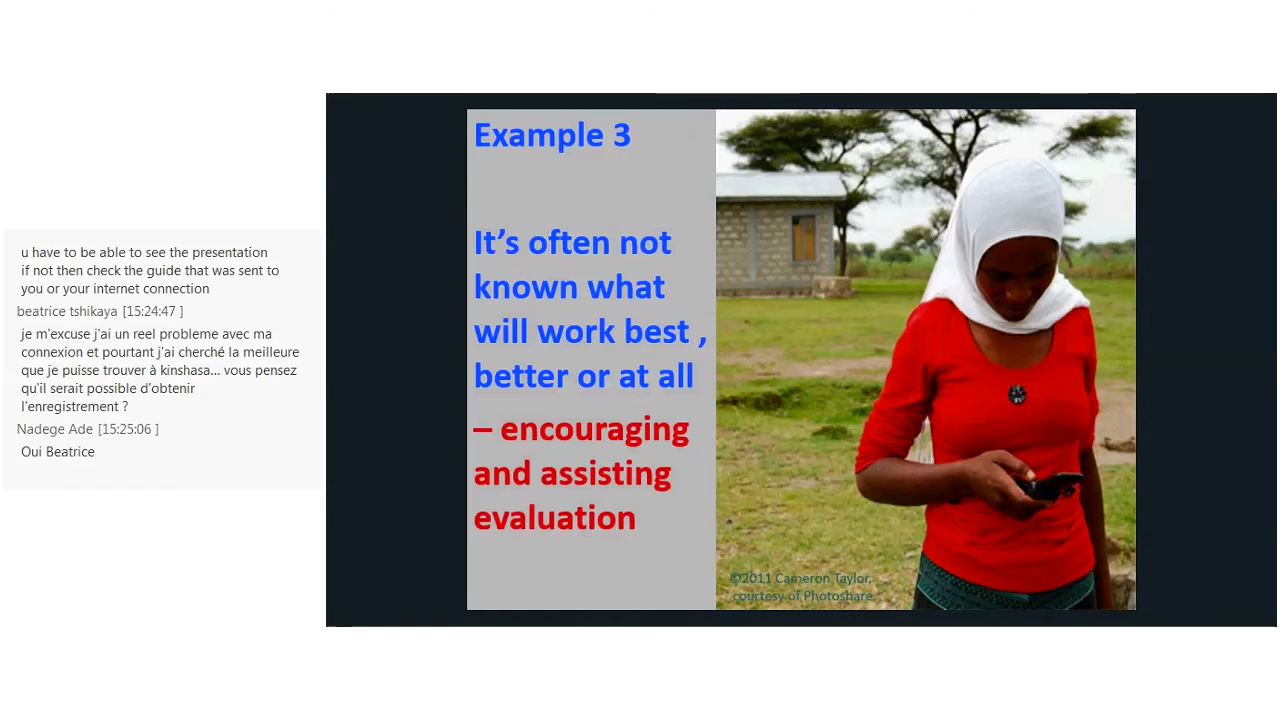 u have to be able to see the presentation
if not then check the guide that was sent to
you or your internet connection
beatrice tshikaya [15:24:47 ]
je m'excuse j'ai un reel probleme avec ma
connexion et pourtant j'ai cherché la meilleure
que je puisse trouver à kinshasa... vous pensez
qu'il serait possible d'obtenir
l'enregistrement ?
Nadege Ade [15:25:06 ]
Oui Beatrice
Example 3
It’s often not
known what
will work best ,
better or at all
– encouraging
and assisting
evaluation
©2011 Cameron Taylor,
courtesy of Photoshare